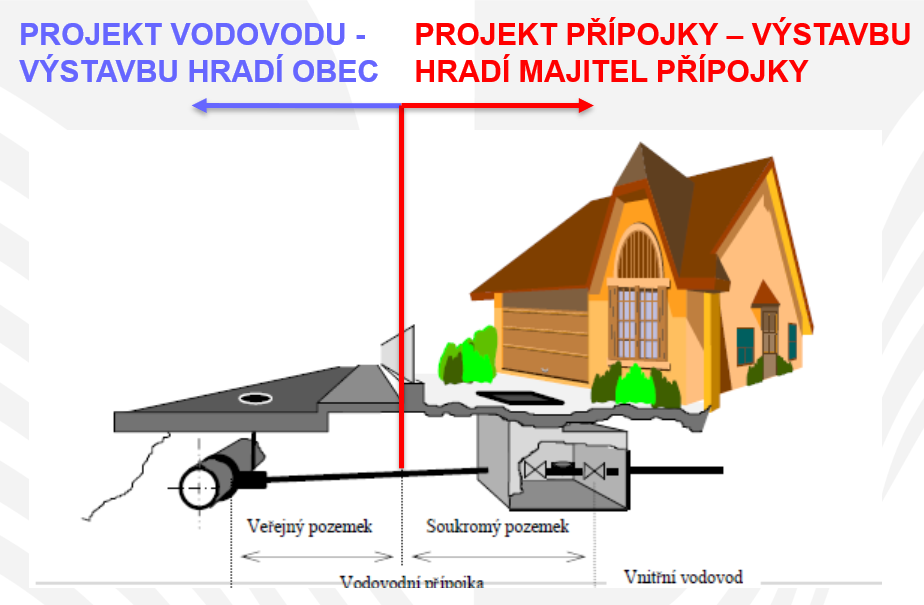 PROJEKT VODOVODU -
VÝSTAVBU HRADÍ OBEC
PROJEKT PŘÍPOJKY – VÝSTAVBU
HRADÍ MAJITEL PŘÍPOJKY
Veřejný pozemek
Soukromý pozemek
Vodovodní přípojka
Vnitřní vodovod